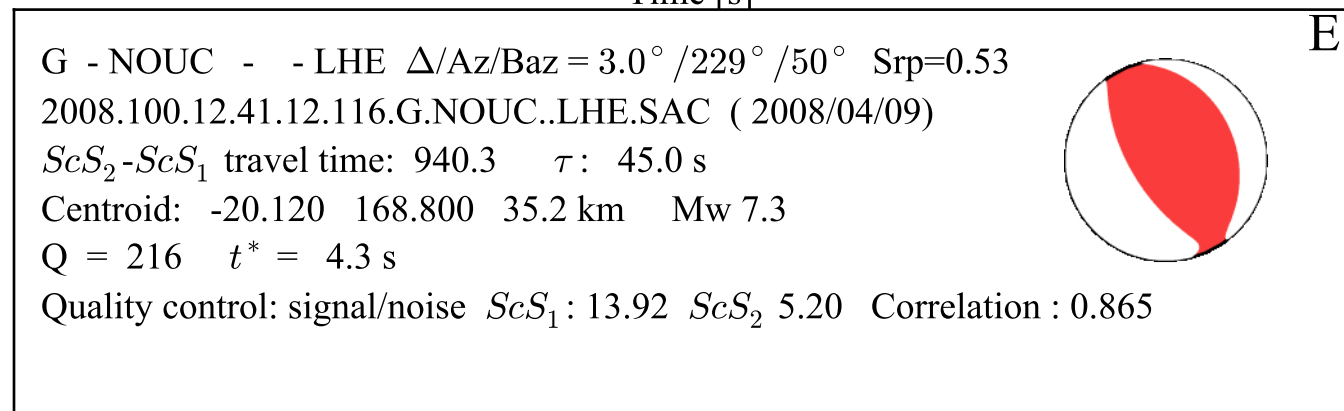 Time [s]
E
G - NOUC - - LHE Δ/Az/Baz = 3.0° /229° /50° Srp=0.53
2008.100.12.41.12.116.G.NOUC..LHE.SAC ( 2008/04/09)
ScS₂-ScS₁ travel time: 940.3 τ : 45.0 s
Centroid: -20.120 168.800 35.2 km Mw 7.3
Q = 216 t* = 4.3 s
Quality control: signal/noise ScS₁: 13.92 ScS₂ 5.20 Correlation : 0.865